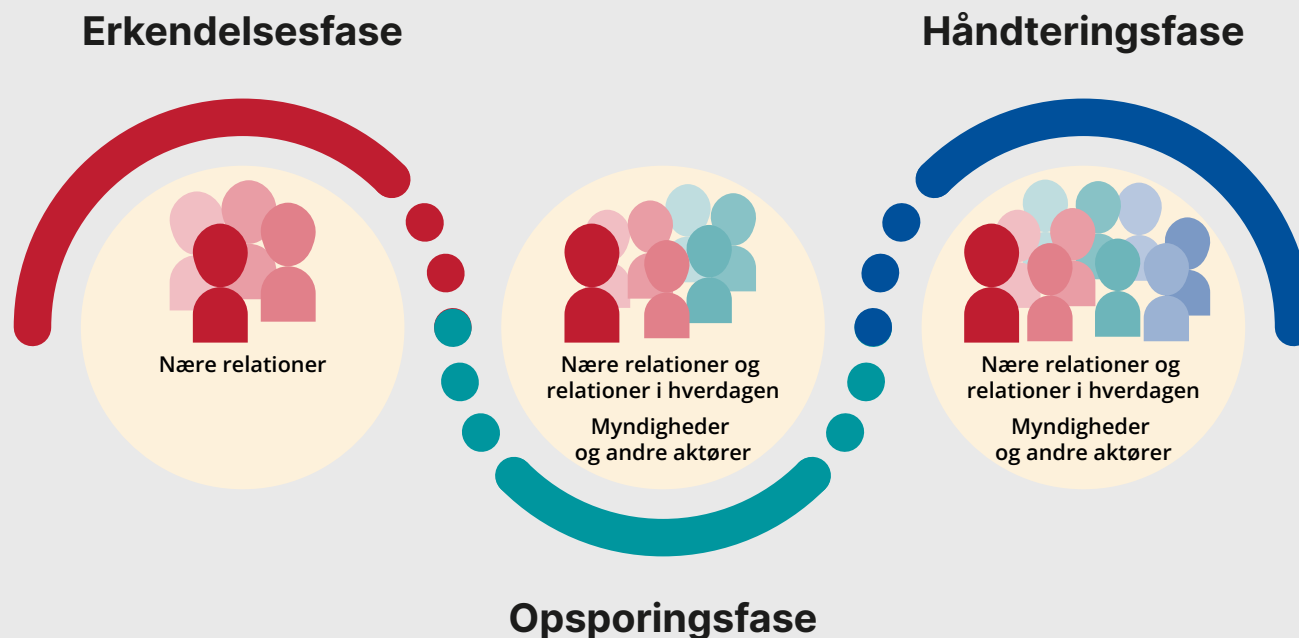 Erkendelsesfase
Håndteringsfase
Nære relationer
Nære relationer og
relationer i hverdagen
Myndigheder
og andre aktører
Nære relationer og
relationer i hverdagen
Myndigheder
og andre aktører
Opsporingsfase